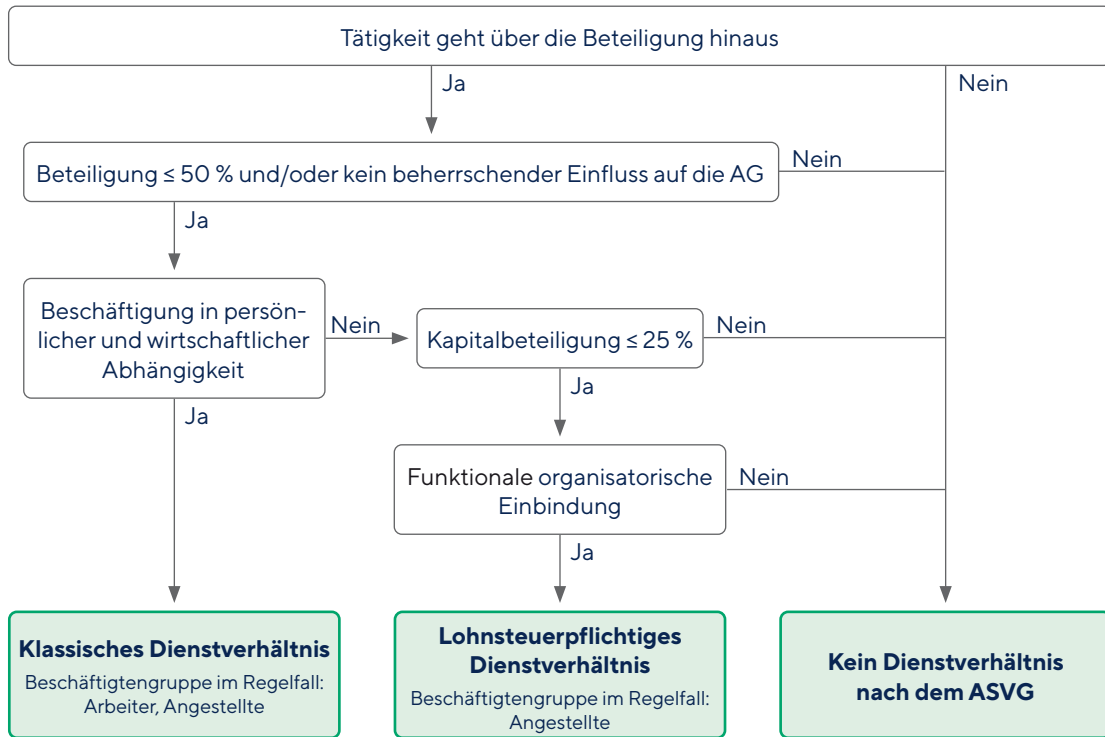 Tätigkeit geht über die Beteiligung hinaus
Ja
Nein
Beteiligung ≤ 50 % und/oder kein beherrschender Einfluss auf die AG
Nein
Ja
Beschäftigung in persön-
licher und wirtschaftlicher
Abhängigkeit
Nein
Kapitalbeteiligung ≤ 25 %
Nein
Ja
Ja
Funktionale organisatorische
Einbindung
Nein
Ja
Klassisches Dienstverhältnis
Beschäftigtengruppe im Regelfall:
Arbeiter, Angestellte
Lohnsteuerpflichtiges
Dienstverhältnis
Beschäftigtengruppe im Regelfall:
Angestellte
Kein Dienstverhältnis
nach dem ASVG